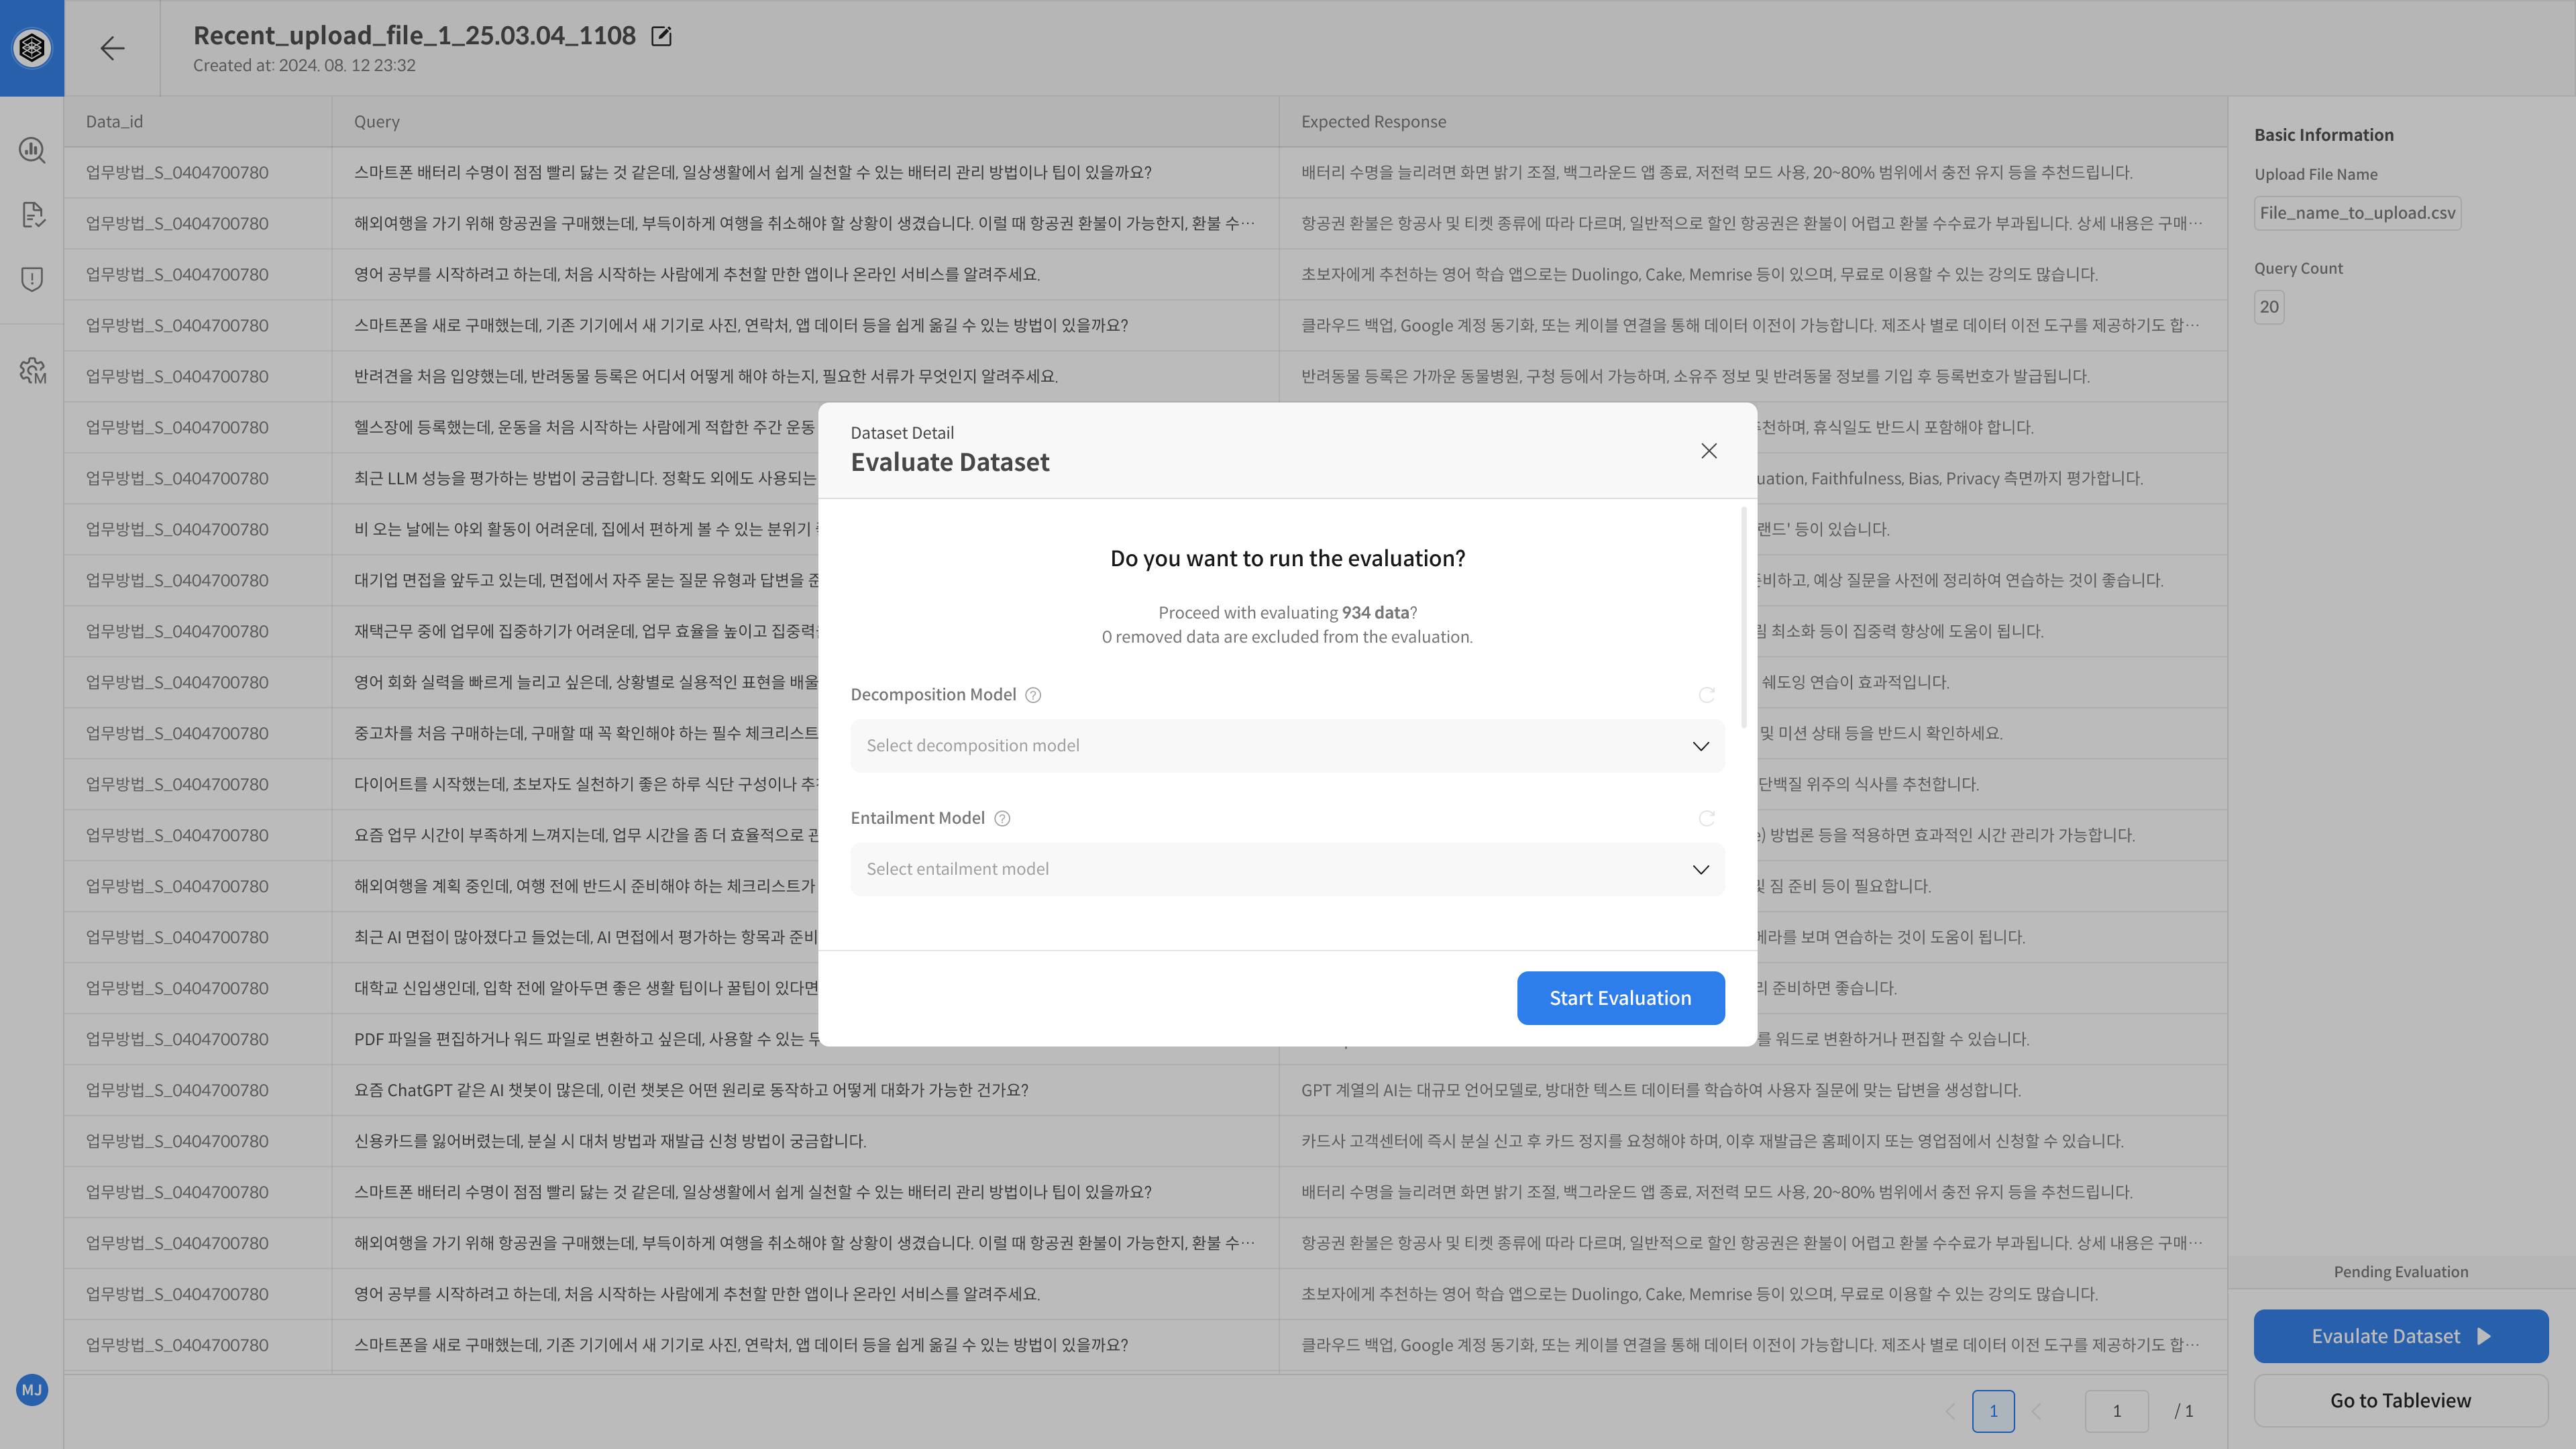 Recent_upload_file_1_25.03.04_1108
Created at: 2024. 08. 12 23:32
Data_id Query Expected Response
업무방법_S_0404700780 스마트폰 배터리 수명이 점점 빨리 닳는 것 같은데, 일상생활에서 쉽게 실천할 수 있는 배터리 관리 방법이나 팁이 있을까요? 배터리 수명을 늘리려면 화면 밝기 조절, 백그라운드 앱 종료, 저전력 모드 사용, 20~80% 범위에서 충전 유지 등을 추천드립니다.
업무방법_S_0404700780 해외여행을 가기 위해 항공권을 구매했는데, 부득이하게 여행을 취소해야 할 상황이 생겼습니다. 이럴 때 항공권 환불이 가능한지, 환불 수… 항공권 환불은 항공사 및 티켓 종류에 따라 다르며, 일반적으로 할인 항공권은 환불이 어렵고 환불 수수료가 부과됩니다. 상세 내용은 구매…
업무방법_S_0404700780 영어 공부를 시작하려고 하는데, 처음 시작하는 사람에게 추천할 만한 앱이나 온라인 서비스를 알려주세요. 초보자에게 추천하는 영어 학습 앱으로는 Duolingo, Cake, Memrise 등이 있으며, 무료로 이용할 수 있는 강의도 많습니다.
업무방법_S_0404700780 스마트폰을 새로 구매했는데, 기존 기기에서 새 기기로 사진, 연락처, 앱 데이터 등을 쉽게 옮길 수 있는 방법이 있을까요? 클라우드 백업, Google 계정 동기화, 또는 케이블 연결을 통해 데이터 이전이 가능합니다. 제조사 별로 데이터 이전 도구를 제공하기도 합…
업무방법_S_0404700780 반려견을 처음 입양했는데, 반려동물 등록은 어디서 어떻게 해야 하는지, 필요한 서류가 무엇인지 알려주세요. 반려동물 등록은 가까운 동물병원, 구청 등에서 가능하며, 소유주 정보 및 반려동물 정보를 기입 후 등록번호가 발급됩니다.
업무방법_S_0404700780 헬스장에 등록했는데, 운동을 처음 시작하는 사람에게 적합한 주간 운동 천하며, 휴식일도 반드시 포함해야 합니다.
업무방법_S_0404700780 최근 LLM 성능을 평가하는 방법이 궁금합니다. 정확도 외에도 사용되는 uation, Faithfulness, Bias, Privacy 측면까지 평가합니다.
업무방법_S_0404700780 비 오는 날에는 야외 활동이 어려운데, 집에서 편하게 볼 수 있는 분위기 랜드' 등이 있습니다.
업무방법_S_0404700780 대기업 면접을 앞두고 있는데, 면접에서 자주 묻는 질문 유형과 답변을 준 비하고, 예상 질문을 사전에 정리하여 연습하는 것이 좋습니다.
업무방법_S_0404700780 재택근무 중에 업무에 집중하기가 어려운데, 업무 효율을 높이고 집중력 최소화 등이 집중력 향상에 도움이 됩니다.
업무방법_S_0404700780 영어 회화 실력을 빠르게 늘리고 싶은데, 상황별로 실용적인 표현을 배울 쉐도잉 연습이 효과적입니다.
업무방법_S_0404700780 중고차를 처음 구매하는데, 구매할 때 꼭 확인해야 하는 필수 체크리스트 및 미션 상태 등을 반드시 확인하세요.
업무방법_S_0404700780 다이어트를 시작했는데, 초보자도 실천하기 좋은 하루 식단 구성이나 추 단백질 위주의 식사를 추천합니다.
업무방법_S_0404700780 요즘 업무 시간이 부족하게 느껴지는데, 업무 시간을 좀 더 효율적으로 관 e) 방법론 등을 적용하면 효과적인 시간 관리가 가능합니다.
업무방법_S_0404700780 해외여행을 계획 중인데, 여행 전에 반드시 준비해야 하는 체크리스트가 및 짐 준비 등이 필요합니다.
업무방법_S_0404700780 최근 AI 면접이 많아졌다고 들었는데, AI 면접에서 평가하는 항목과 준비 메라를 보며 연습하는 것이 도움이 됩니다.
업무방법_S_0404700780 대학교 신입생인데, 입학 전에 알아두면 좋은 생활 팁이나 꿀팁이 있다면 리 준비하면 좋습니다.
업무방법_S_0404700780 PDF 파일을 편집하거나 워드 파일로 변환하고 싶은데, 사용할 수 있는 무 를 워드로 변환하거나 편집할 수 있습니다.
업무방법_S_0404700780 요즘 ChatGPT 같은 AI 챗봇이 많은데, 이런 챗봇은 어떤 원리로 동작하고 어떻게 대화가 가능한 건가요? GPT 계열의 AI는 대규모 언어모델로, 방대한 텍스트 데이터를 학습하여 사용자 질문에 맞는 답변을 생성합니다.
업무방법_S_0404700780 신용카드를 잃어버렸는데, 분실 시 대처 방법과 재발급 신청 방법이 궁금합니다. 카드사 고객센터에 즉시 분실 신고 후 카드 정지를 요청해야 하며, 이후 재발급은 홈페이지 또는 영업점에서 신청할 수 있습니다.
업무방법_S_0404700780 스마트폰 배터리 수명이 점점 빨리 닳는 것 같은데, 일상생활에서 쉽게 실천할 수 있는 배터리 관리 방법이나 팁이 있을까요? 배터리 수명을 늘리려면 화면 밝기 조절, 백그라운드 앱 종료, 저전력 모드 사용, 20~80% 범위에서 충전 유지 등을 추천드립니다.
업무방법_S_0404700780 해외여행을 가기 위해 항공권을 구매했는데, 부득이하게 여행을 취소해야 할 상황이 생겼습니다. 이럴 때 항공권 환불이 가능한지, 환불 수… 항공권 환불은 항공사 및 티켓 종류에 따라 다르며, 일반적으로 할인 항공권은 환불이 어렵고 환불 수수료가 부과됩니다. 상세 내용은 구매…
업무방법_S_0404700780 영어 공부를 시작하려고 하는데, 처음 시작하는 사람에게 추천할 만한 앱이나 온라인 서비스를 알려주세요. 초보자에게 추천하는 영어 학습 앱으로는 Duolingo, Cake, Memrise 등이 있으며, 무료로 이용할 수 있는 강의도 많습니다.
업무방법_S_0404700780 스마트폰을 새로 구매했는데, 기존 기기에서 새 기기로 사진, 연락처, 앱 데이터 등을 쉽게 옮길 수 있는 방법이 있을까요? 클라우드 백업, Google 계정 동기화, 또는 케이블 연결을 통해 데이터 이전이 가능합니다. 제조사 별로 데이터 이전 도구를 제공하기도 합…
Dataset Detail
Evaluate Dataset
Do you want to run the evaluation?
Proceed with evaluating 934 data?
0 removed data are excluded from the evaluation.
Decomposition Model ?
Select decomposition model
Entailment Model ?
Select entailment model
Start Evaluation
Basic Information
Upload File Name
File_name_to_upload.csv
Query Count
20
Pending Evaluation
Evaulate Dataset
Go to Tableview
M
MJ
1 1 / 1